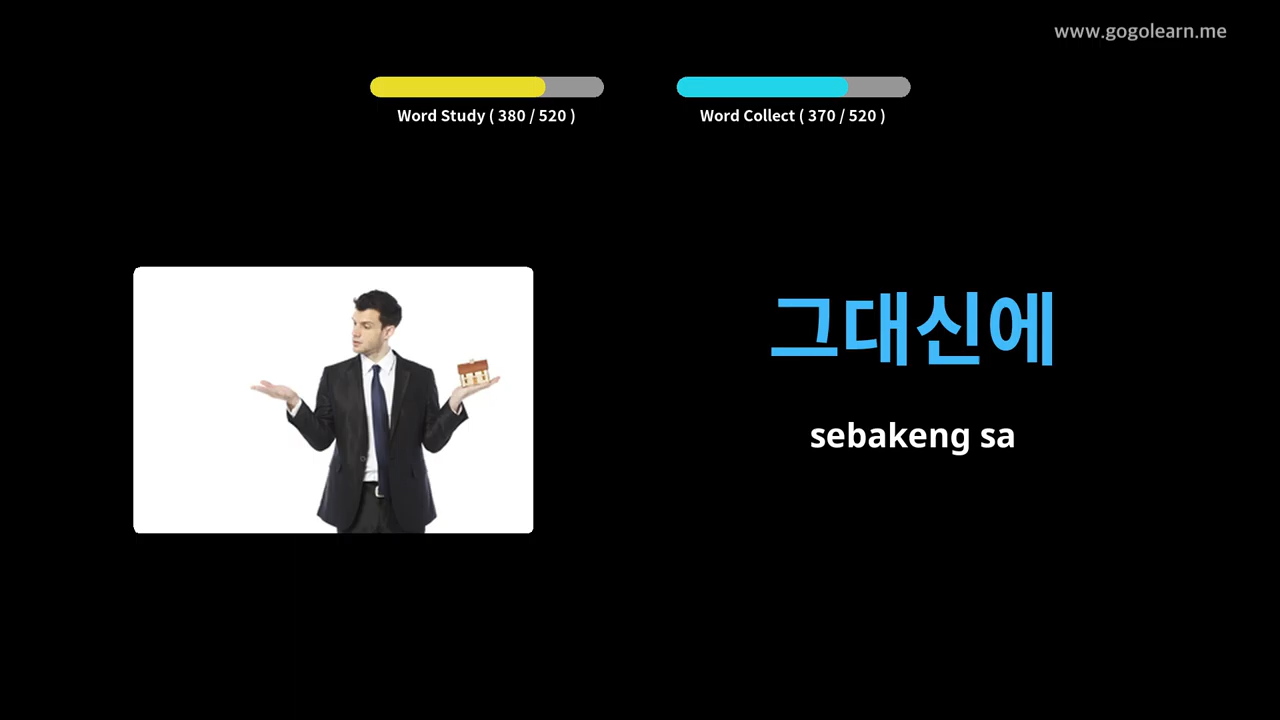 www.gogolearn.me
Word Study ( 380 / 520 )
Word Collect ( 370 / 520 )
그대신에
sebakeng sa